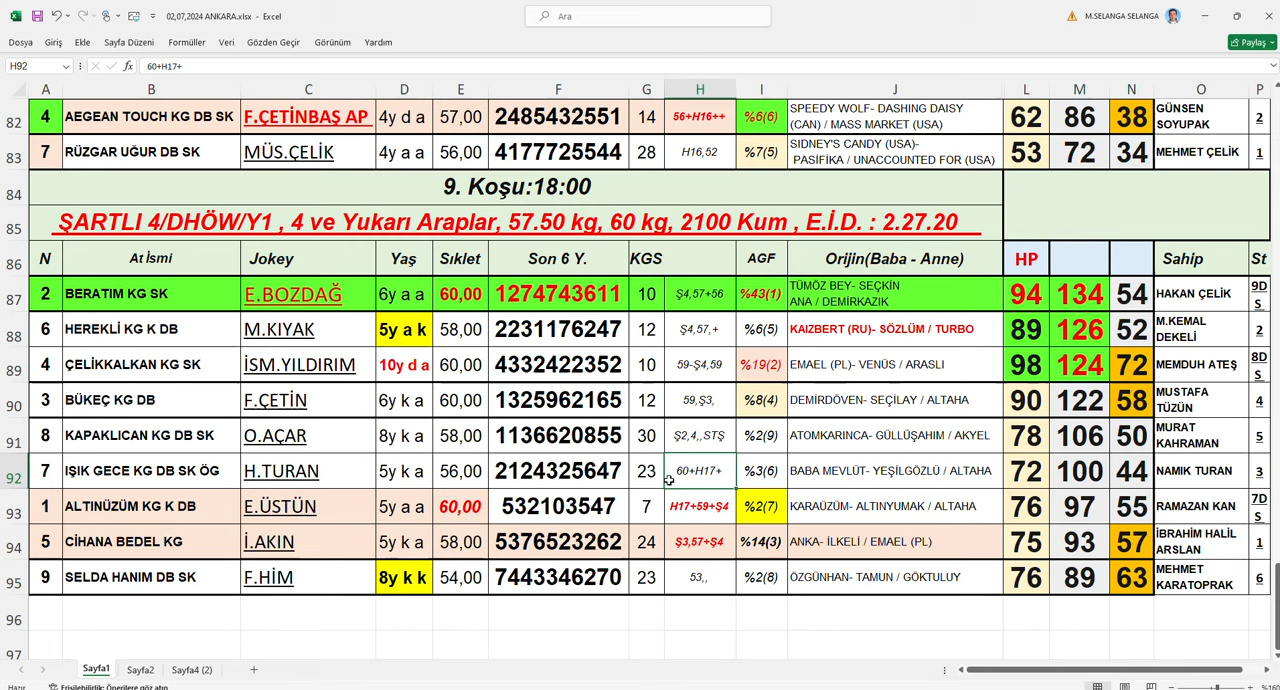 02,07,2024 ANKARA.xlsx - Excel
Ara
M.SELANGA SELANGA
Dosya Giriş Ekle Sayfa Düzeni Formüller Veri Gözden Geçir Görünüm Yardım
Paylaş
H92 fx 60+H17+
A B C D E F G H I J L M N O P
82 4 AEGEAN TOUCH KG DB SK F.ÇETİNBAŞ AP 4y d a 57,00 2485432551 14 56+H16++ %6(6) SPEEDY WOLF- DASHING DAISY (CAN) / MASS MARKET (USA) 62 86 38 GÜNSEN SOYUPAK 2
83 7 RÜZGAR UĞUR DB SK MÜS.ÇELİK 4y a a 56,00 4177725544 28 H16,52 %7(5) SIDNEY'S CANDY (USA)- PASİFİKA / UNACCOUNTED FOR (USA) 53 72 34 MEHMET ÇELİK 1
84 9. Koşu:18:00
85 ŞARTLI 4/DHÖW/Y1 , 4 ve Yukarı Araplar, 57.50 kg, 60 kg, 2100 Kum , E.İ.D. : 2.27.20
86 N At İsmi Jokey Yaş Sıklet Son 6 Y. KGS AGF Orijin(Baba - Anne) HP Sahip St
87 2 BERATIM KG SK E.BOZDAĞ 6y a a 60,00 1274743611 10 Ş4,57+56 %43(1) TÜMÖZ BEY- SEÇKİN ANA / DEMİRKAZIK 94 134 54 HAKAN ÇELİK 9D S
88 6 HEREKLİ KG K DB M.KIYAK 5y a k 58,00 2231176247 12 Ş4,57,+ %6(5) KAIZBERT (RU)- SÖZLÜM / TURBO 89 126 52 M.KEMAL DEKELİ 2
89 4 ÇELİKKALKAN KG SK İSM.YILDIRIM 10y d a 60,00 4332422352 10 59-Ş4,59 %19(2) EMAEL (PL)- VENÜS / ARASLI 98 124 72 MEMDUH ATEŞ 8D S
90 3 BÜKEÇ KG DB F.ÇETİN 6y k a 60,00 1325962165 12 59,Ş3, %8(4) DEMİRDÖVEN- SEÇİLAY / ALTAHA 90 122 58 MUSTAFA TÜZÜN 4
91 8 KAPAKLICAN KG DB SK O.AÇAR 8y k a 58,00 1136620855 30 Ş2,4,,STŞ %2(9) ATOMKARINCA- GÜLLÜŞAHIM / AKYEL 78 106 50 MURAT KAHRAMAN 5
92 7 IŞIK GECE KG DB SK ÖG H.TURAN 5y k a 56,00 2124325647 23 60+H17+ %3(6) BABA MEVLÜT- YEŞİLGÖZLÜ / ALTAHA 72 100 44 NAMIK TURAN 3
93 1 ALTINÜZÜM KG K DB E.ÜSTÜN 5y a a 60,00 532103547 7 H17+59+Ş4 %2(7) KARAÜZÜM- ALTINYUMAK / ALTAHA 76 97 55 RAMAZAN KAN 7D S
94 5 CİHANA BEDEL KG İ.AKIN 5y k a 58,00 5376523262 24 Ş3,57+Ş4 %14(3) ANKA- İLKELİ / EMAEL (PL) 75 93 57 İBRAHİM HALİL ARSLAN 1
95 9 SELDA HANIM DB SK F.HİM 8y k k 54,00 7443346270 23 53,, %2(8) ÖZGÜNHAN- TAMUN / GÖKTULUY 76 89 63 MEHMET KARATOPRAK 6
96
97
Sayfa1 Sayfa2 Sayfa4 (2)
Hazır Erişilebilirlik: Önerilere göz atın %160